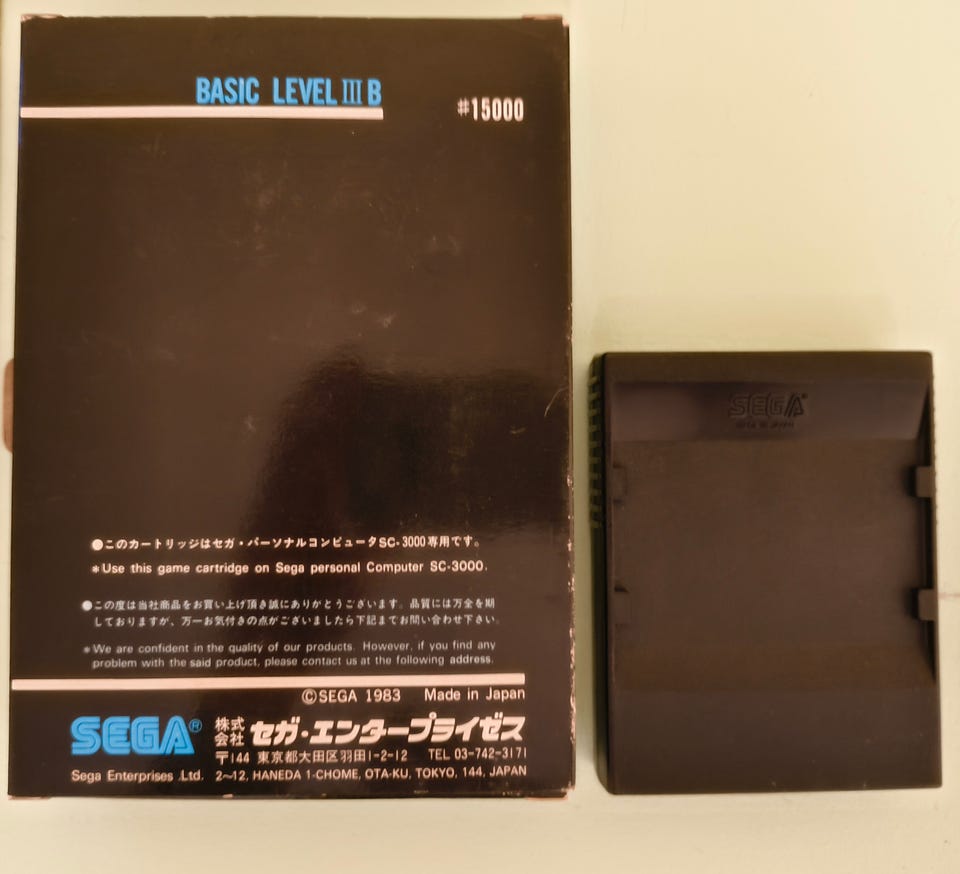 BASIC LEVEL III B
#15000
●このカートリッジはセガ・パーソナルコンピュータSC-3000専用です。
*Use this game cartridge on Sega personal Computer SC-3000.
●この度は当社商品をお買い上げ頂き誠にありがとうございます。品質には万全を期
しておりますが、万一お気付きの点がございましたら下記までお問い合わせ下さい。
*We are confident in the quality of our products. However, if you find any
problem with the said product, please contact us at the following address.
©SEGA 1983 Made in Japan
SEGA® 株式会社 セガ・エンタープライゼス
〒144 東京都大田区羽田1-2-12 TEL 03-742-3171
Sega Enterprises Ltd. 2~12, HANEDA 1-CHOME, OTA-KU, TOKYO, 144, JAPAN
SEGA®
MADE IN JAPAN